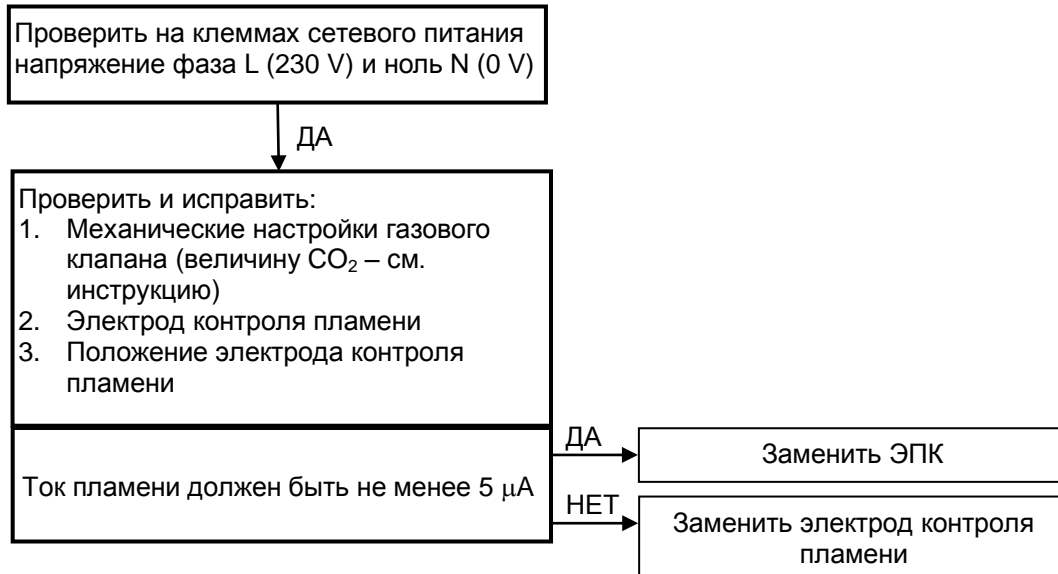 Проверить на клеммах сетевого питания
напряжение фаза L (230 V) и ноль N (0 V)
ДА
Проверить и исправить:
1. Механические настройки газового
клапана (величину CO₂ – см.
инструкцию)
2. Электрод контроля пламени
3. Положение электрода контроля
пламени
Ток пламени должен быть не менее 5 μA
ДА
Заменить ЭПК
НЕТ
Заменить электрод контроля
пламени